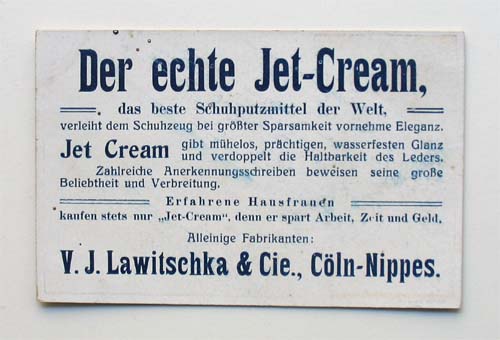 Der echte Jet-Cream,
das beste Schuhputzmittel der Welt,
verleiht dem Schuhzeug bei größter Sparsamkeit vornehme Eleganz.
Jet Cream gibt mühelos, prächtigen, wasserfesten Glanz
und verdoppelt die Haltbarkeit des Leders.
Zahlreiche Anerkennungsschreiben beweisen seine große
Beliebtheit und Verbreitung.
Erfahrene Hausfrauen
kaufen stets nur „Jet-Cream“, denn er spart Arbeit, Zeit und Geld.
Alleinige Fabrikanten:
V. J. Lawitschka & Cie., Cöln-Nippes.